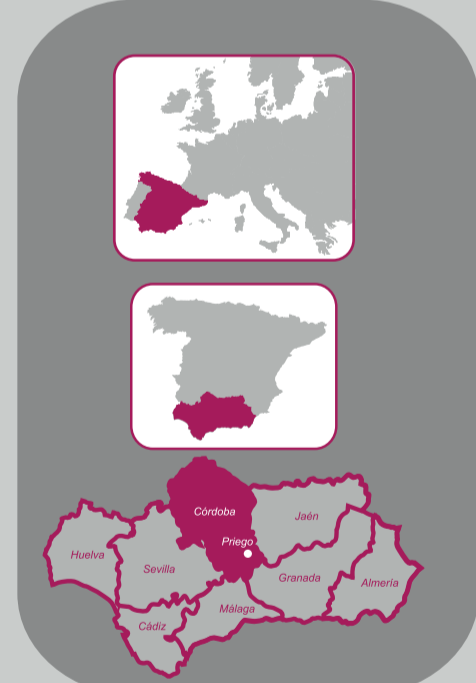 Córdoba
Jaén
Priego
Huelva
Sevilla
Granada
Almería
Málaga
Cádiz